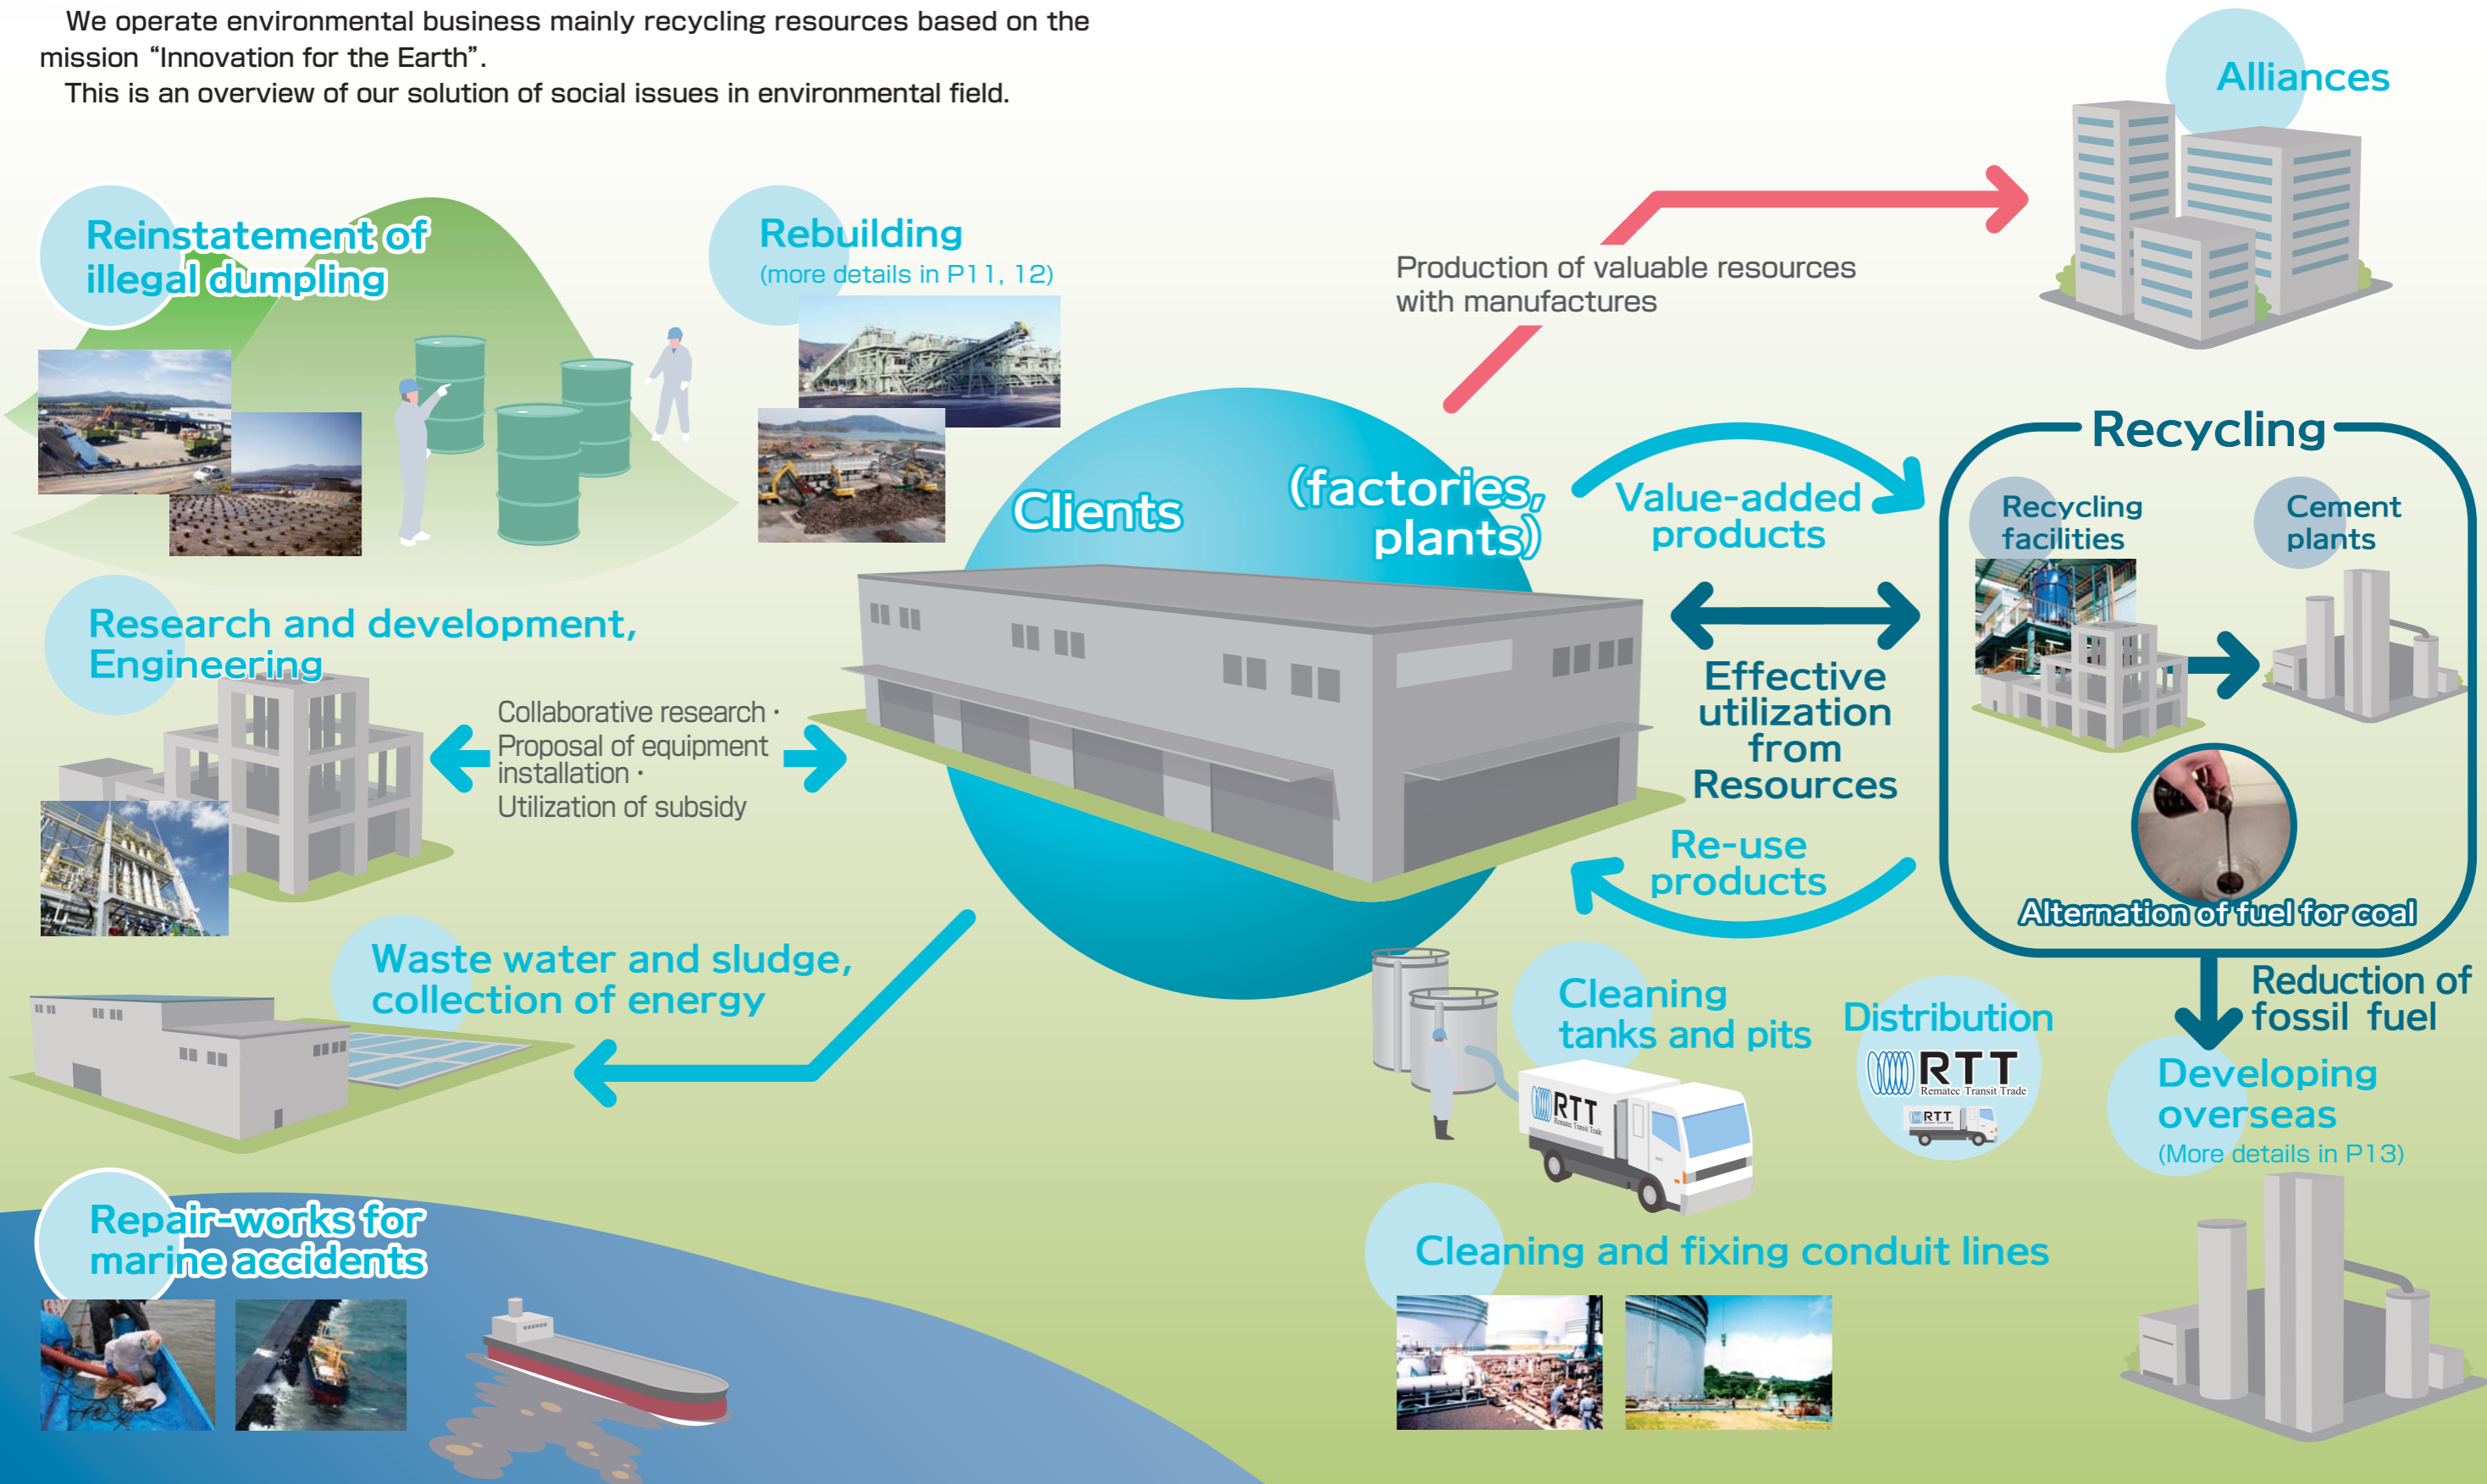 We operate environmental business mainly recycling resources based on the
mission “Innovation for the Earth”.
This is an overview of our solution of social issues in environmental field.
Alliances
Reinstatement of
illegal dumpling
Rebuilding
(more details in P11, 12)
Production of valuable resources
with manufactures
Clients
(factories,
plants)
Value-added
products
Effective
utilization
from
Resources
Re-use
products
Recycling
Recycling
facilities
Cement
plants
Alternation of fuel for coal
Reduction of
fossil fuel
Research and development,
Engineering
Collaborative research・
Proposal of equipment
installation・
Utilization of subsidy
Waste water and sludge,
collection of energy
Cleaning
tanks and pits
RTT
Rematec Transit Trade
Distribution
RTT
Rematec Transit Trade
RTT
Developing
overseas
(More details in P13)
Repair-works for
marine accidents
Cleaning and fixing conduit lines